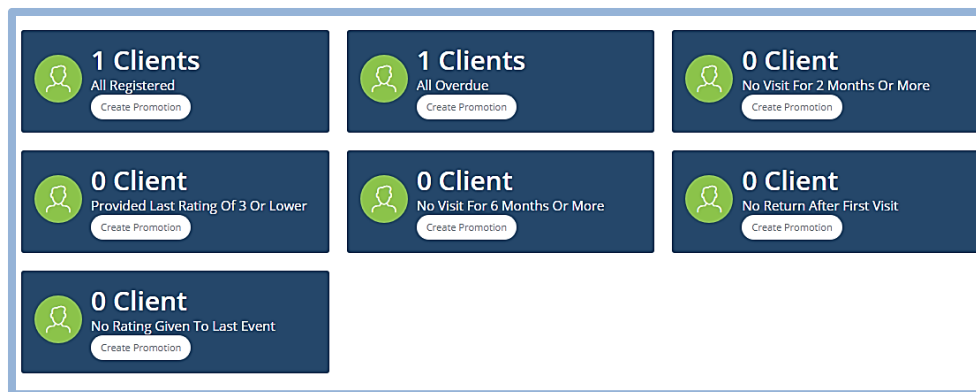 1 Clients
All Registered
Create Promotion
1 Clients
All Overdue
Create Promotion
0 Client
No Visit For 2 Months Or More
Create Promotion
0 Client
Provided Last Rating Of 3 Or Lower
Create Promotion
0 Client
No Visit For 6 Months Or More
Create Promotion
0 Client
No Return After First Visit
Create Promotion
0 Client
No Rating Given To Last Event
Create Promotion